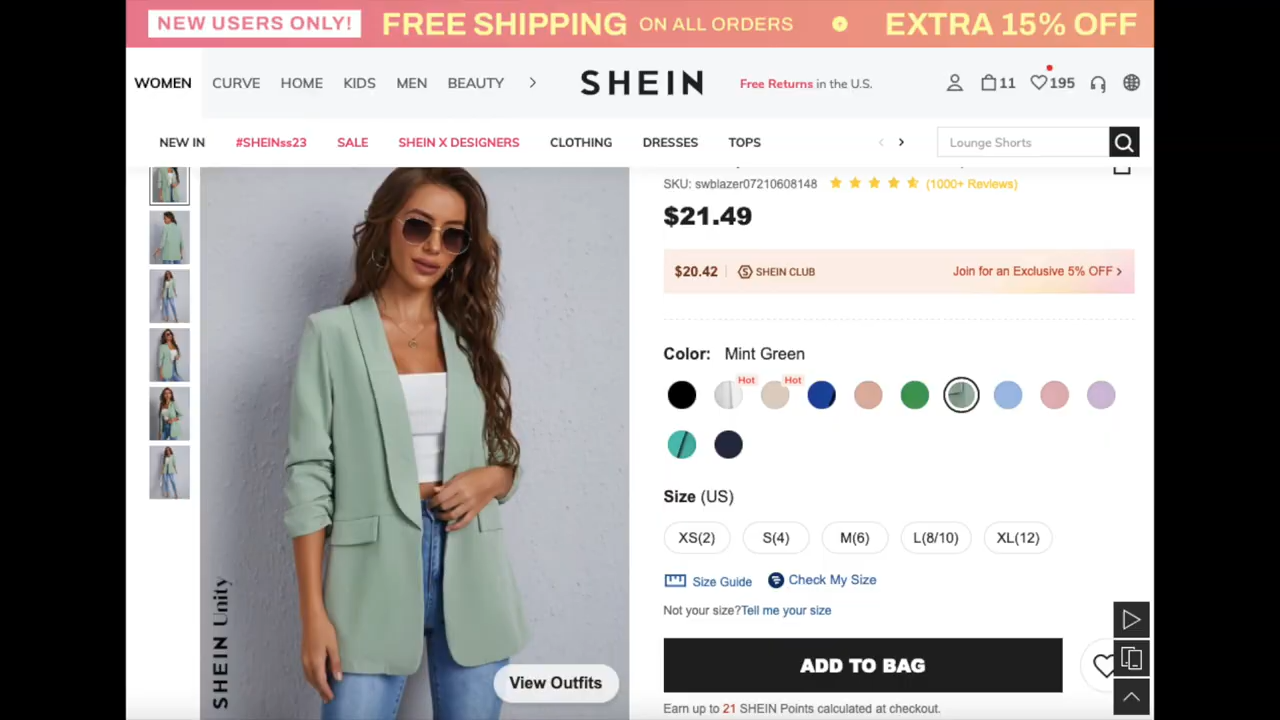 NEW USERS ONLY! FREE SHIPPING ON ALL ORDERS EXTRA 15% OFF
WOMEN CURVE HOME KIDS MEN BEAUTY SHEIN Free Returns in the U.S. 11 195
NEW IN #SHEINss23 SALE SHEIN X DESIGNERS CLOTHING DRESSES TOPS Lounge Shorts
SKU: swblazer07210608148 (1000+ Reviews)
$21.49
$20.42 S SHEIN CLUB Join for an Exclusive 5% OFF >
Color: Mint Green
Hot Hot
Size (US)
XS(2) S(4) M(6) L(8/10) XL(12)
Size Guide Check My Size
Not your size?Tell me your size
ADD TO BAG
Earn up to 21 SHEIN Points calculated at checkout.
SHEIN Unity
View Outfits